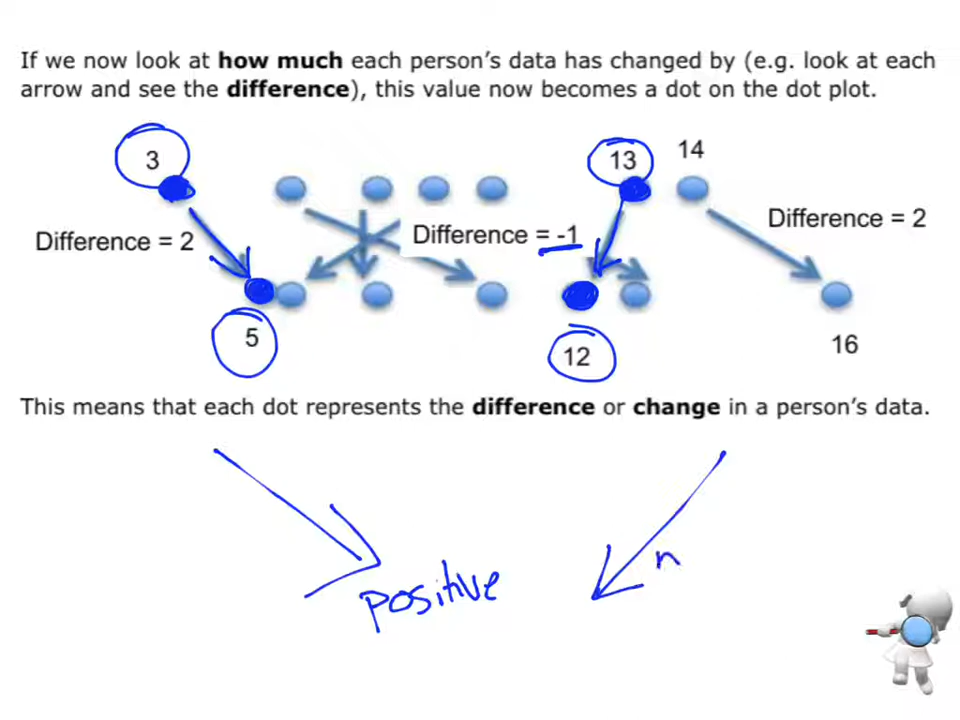 If we now look at how much each person's data has changed by (e.g. look at each
arrow and see the difference), this value now becomes a dot on the dot plot.
3
13
14
Difference = 2
Difference = -1
Difference = 2
5
12
16
This means that each dot represents the difference or change in a person's data.
positive
n